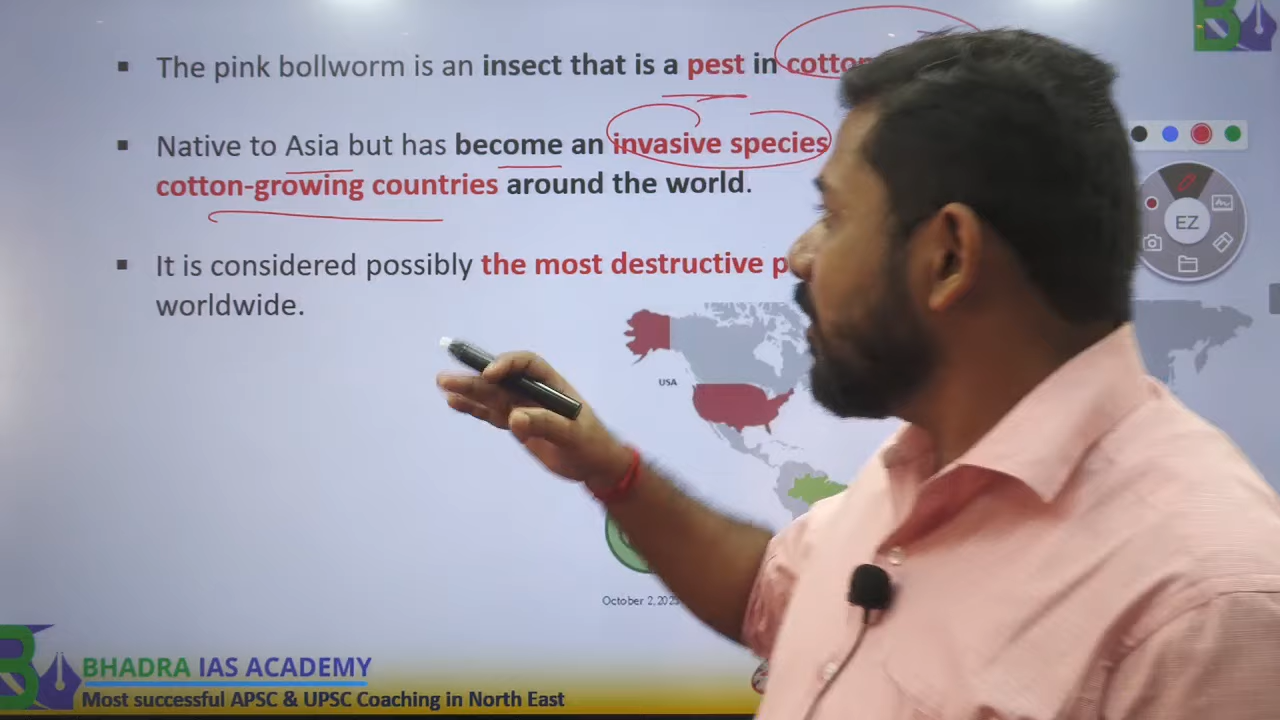 The pink bollworm is an insect that is a pest in
Native to Asia but has become an invasive species
cotton-growing countries around the world.
It is considered possibly the most destructive
worldwide.
EZ
USA
October 2, 202
BHADRA IAS ACADEMY
Most successful APSC & UPSC Coaching in North East